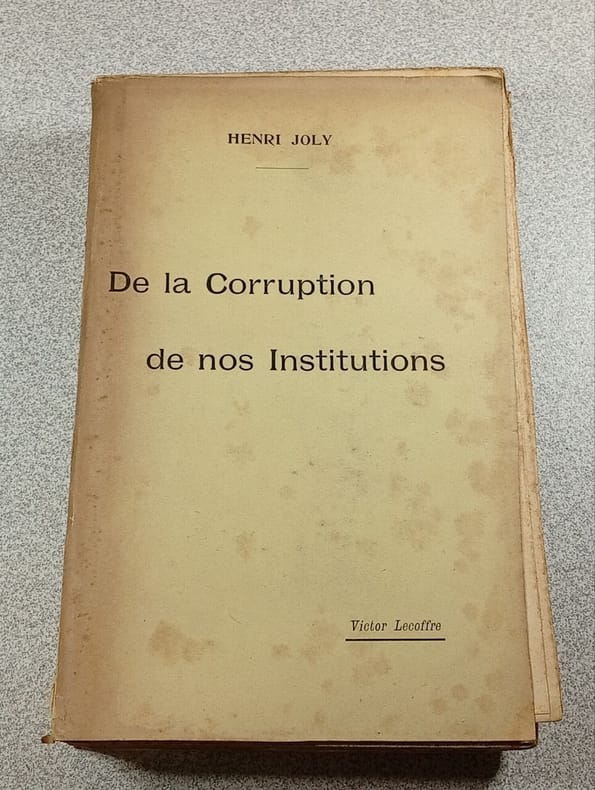 HENRI JOLY
De la Corruption
de nos Institutions
Victor Lecoffre